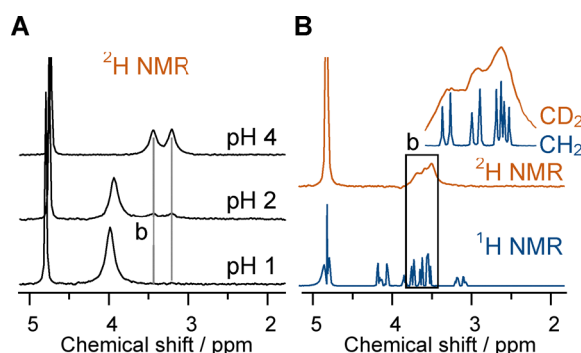 A
²H NMR
pH 4
pH 2
b
pH 1
5 4 3 2
Chemical shift / ppm
B
b
CD₂
CH₂
²H NMR
¹H NMR
5 4 3 2
Chemical shift / ppm